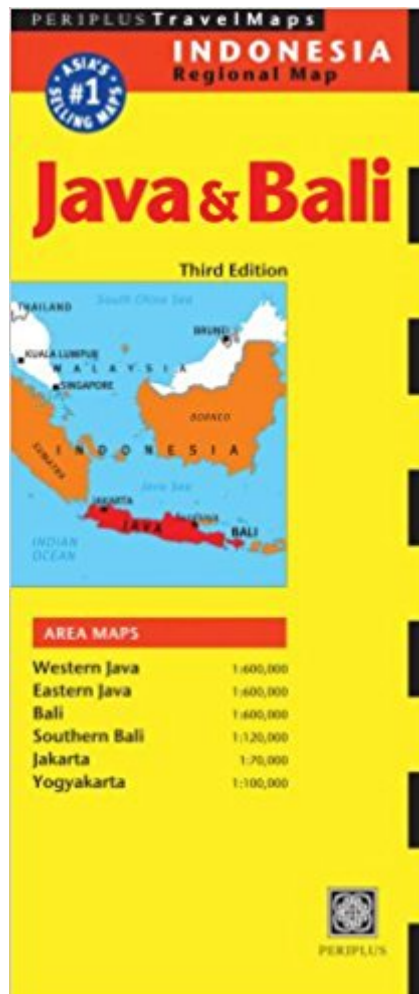 PERIPLUS TravelMaps
INDONESIA
Regional Map
ASIA'S
#1
SELLING MAPS
Java & Bali
Third Edition
THAILAND
South China Sea
BRUNEI
KUALA LUMPUR
MALAYSIA
SINGAPORE
BORNEO
SUMATRA
INDONESIA
Java Sea
JAKARTA
JAVA
BALI
INDIAN
OCEAN
AREA MAPS
Western Java 1:600,000
Eastern Java 1:600,000
Bali 1:600,000
Southern Bali 1:120,000
Jakarta 1:70,000
Yogyakarta 1:100,000
PERIPLUS